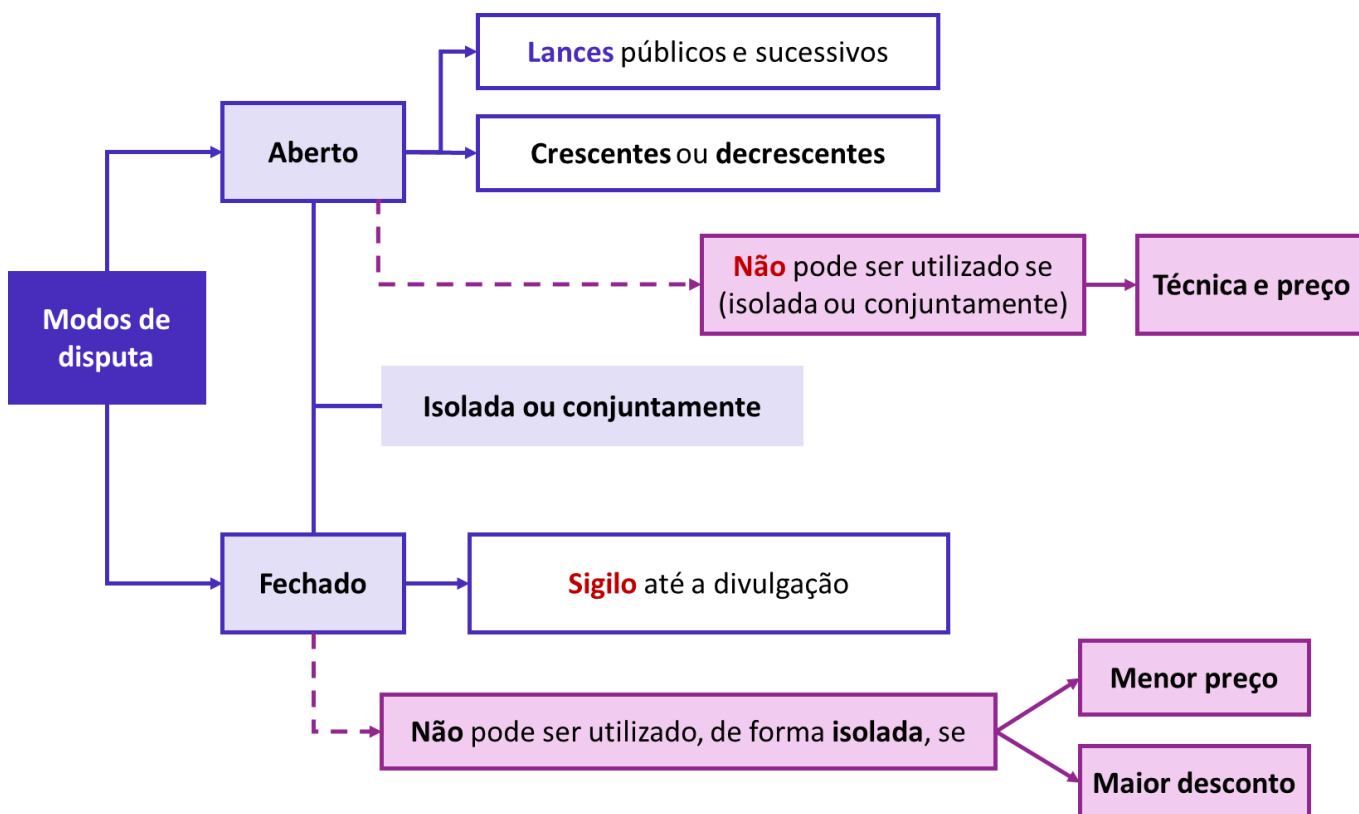 Lances públicos e sucessivos
Aberto
Crescentes ou decrescentes
Não pode ser utilizado se
(isolada ou conjuntamente)
Técnica e preço
Modos de
disputa
Isolada ou conjuntamente
Fechado
Sigilo até a divulgação
Não pode ser utilizado, de forma isolada, se
Menor preço
Maior desconto